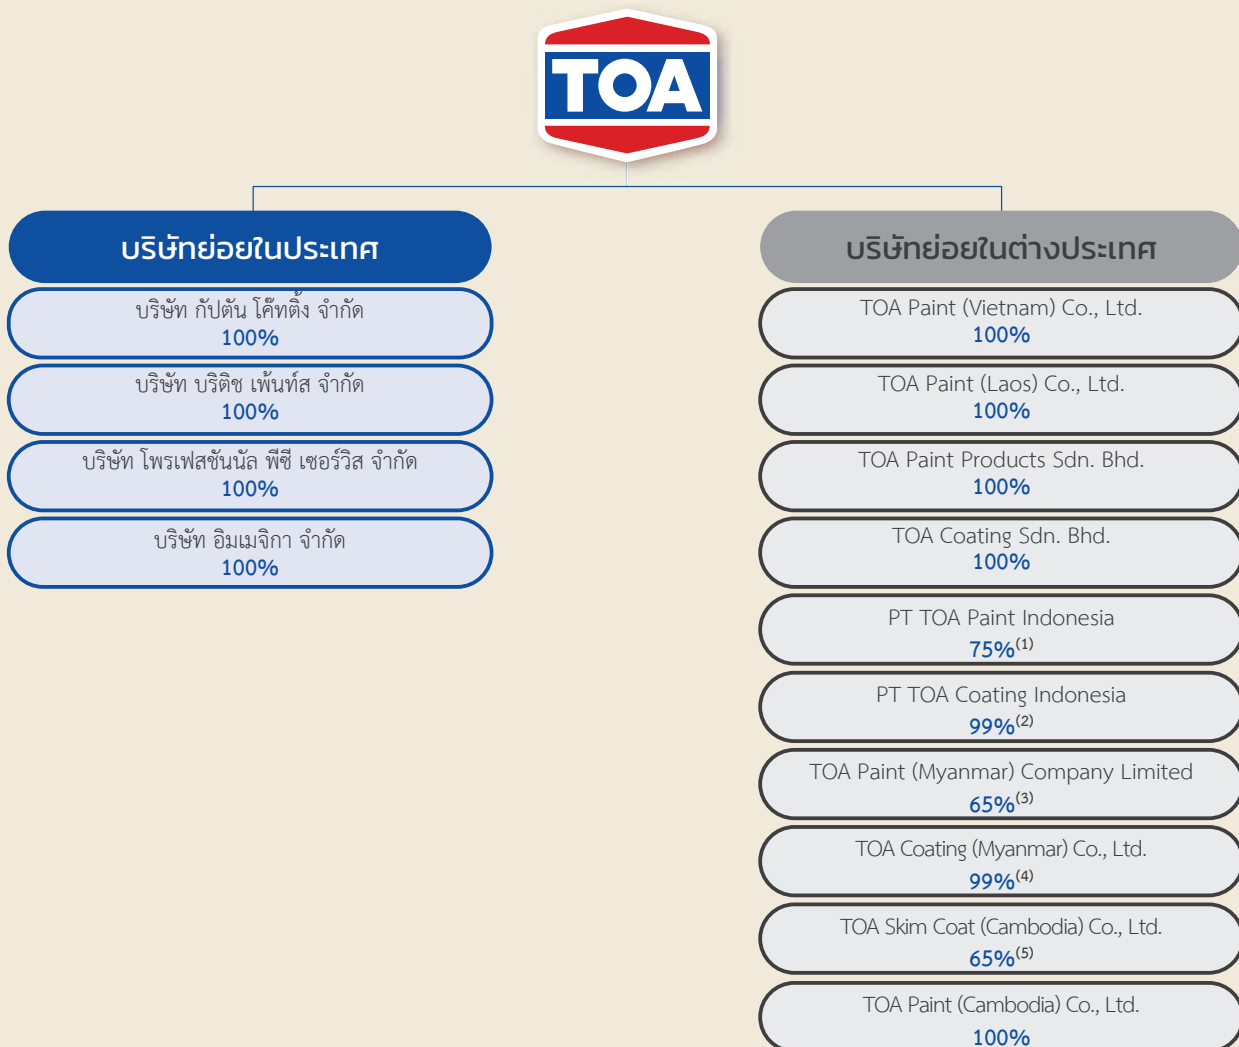 TOA
บริษัทย่อยในประเทศ
บริษัท กัปตัน โค๊ทติ้ง จำกัด
100%
บริษัท บริติช เพ้นท์ส จำกัด
100%
บริษัท โพรเฟสชันนัล พีซี เซอร์วิส จำกัด
100%
บริษัท อิมเมจิกา จำกัด
100%
บริษัทย่อยในต่างประเทศ
TOA Paint (Vietnam) Co., Ltd.
100%
TOA Paint (Laos) Co., Ltd.
100%
TOA Paint Products Sdn. Bhd.
100%
TOA Coating Sdn. Bhd.
100%
PT TOA Paint Indonesia
75%(1)
PT TOA Coating Indonesia
99%(2)
TOA Paint (Myanmar) Company Limited
65%(3)
TOA Coating (Myanmar) Co., Ltd.
99%(4)
TOA Skim Coat (Cambodia) Co., Ltd.
65%(5)
TOA Paint (Cambodia) Co., Ltd.
100%